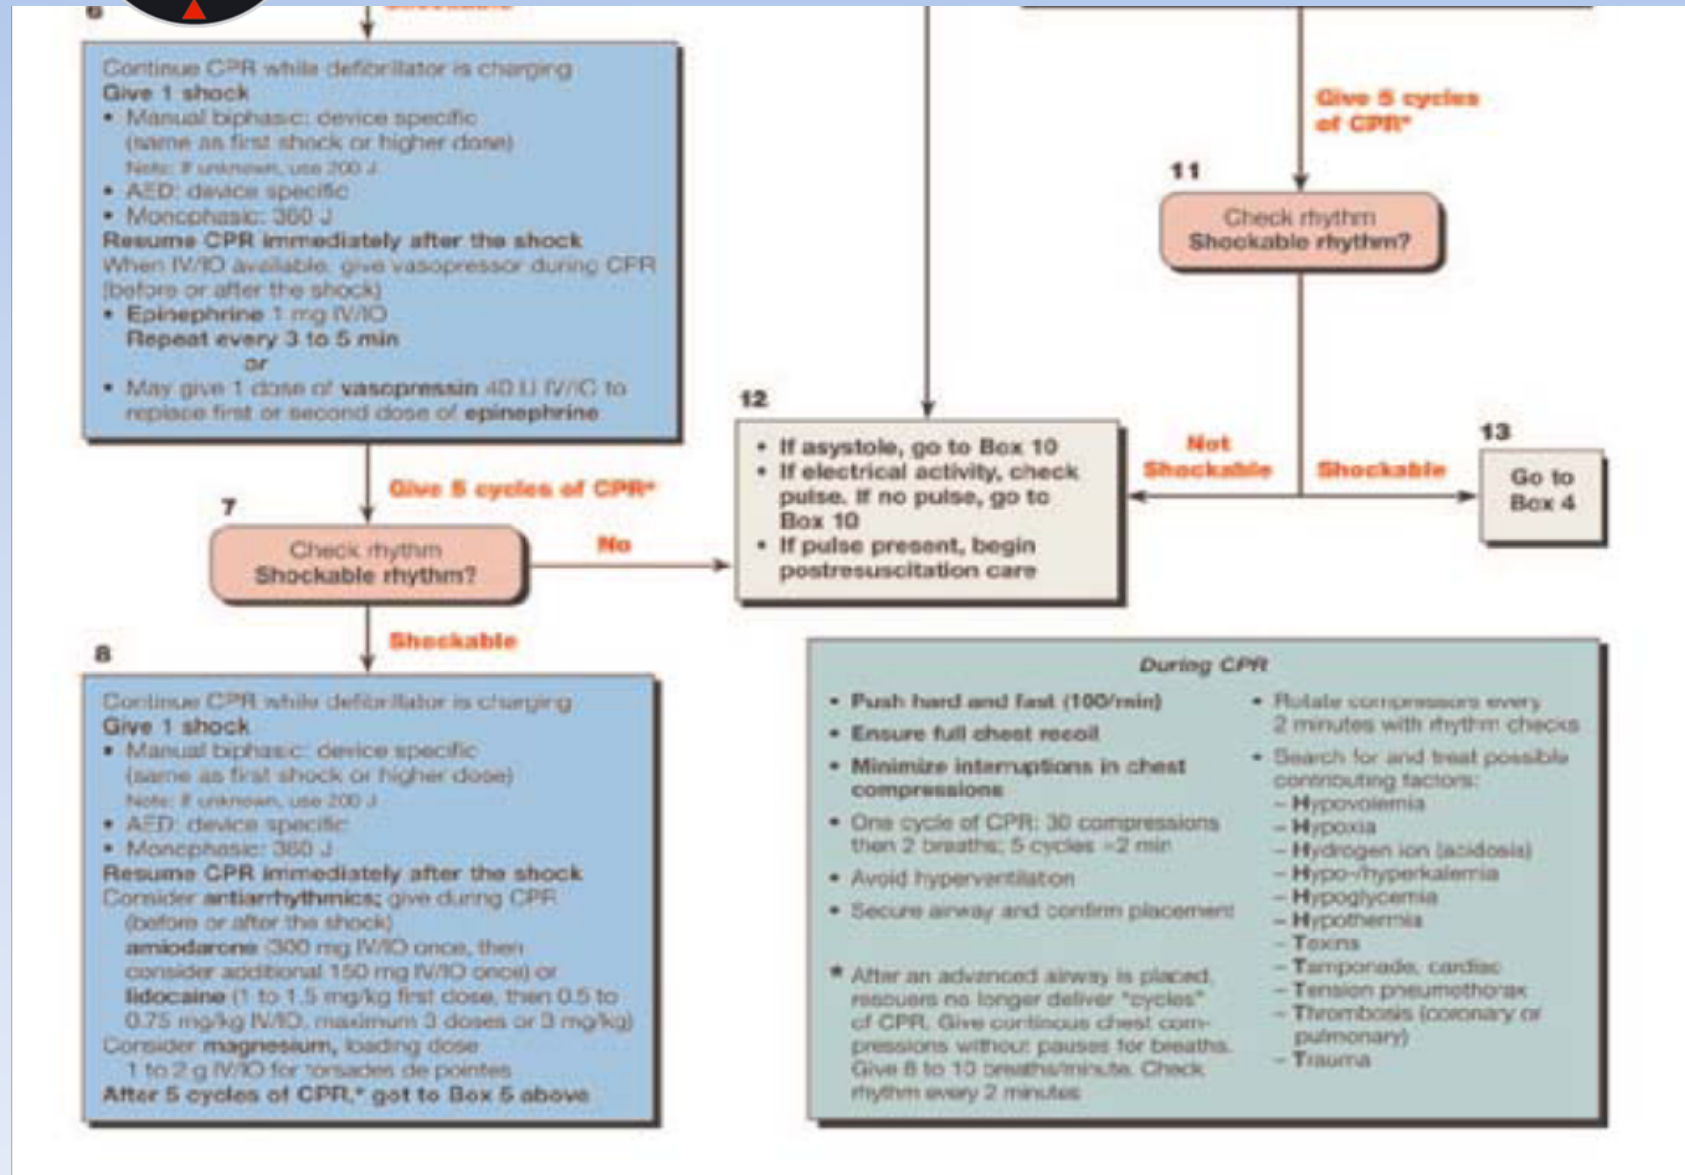 Shockable
6
Continue CPR while defibrillator is charging
Give 1 shock
• Manual biphasic: device specific
(same as first shock or higher dose)
Note: If unknown, use 200 J
• AED: device specific
• Monophasic: 360 J
Resume CPR immediately after the shock
When IV/IO available, give vasopressor during CPR
(before or after the shock)
• Epinephrine 1 mg IV/IO
Repeat every 3 to 5 min
or
• May give 1 dose of vasopressin 40 U IV/IO to
replace first or second dose of epinephrine
Give 5 cycles of CPR*
7
Check rhythm
Shockable rhythm?
No
Shockable
8
Continue CPR while defibrillator is charging
Give 1 shock
• Manual biphasic: device specific
(same as first shock or higher dose)
Note: If unknown, use 200 J
• AED: device specific
• Monophasic: 360 J
Resume CPR immediately after the shock
Consider antiarrhythmics; give during CPR
(before or after the shock)
amiodarone (300 mg IV/IO once, then
consider additional 150 mg IV/IO once) or
lidocaine (1 to 1.5 mg/kg first dose, then 0.5 to
0.75 mg/kg IV/IO, maximum 3 doses or 3 mg/kg)
Consider magnesium, loading dose
1 to 2 g IV/IO for torsades de pointes
After 5 cycles of CPR,* got to Box 5 above
Give 5 cycles
of CPR*
11
Check rhythm
Shockable rhythm?
Not
Shockable
Shockable
12
• If asystole, go to Box 10
• If electrical activity, check
pulse. If no pulse, go to
Box 10
• If pulse present, begin
postresuscitation care
13
Go to
Box 4
During CPR
• Push hard and fast (100/min)
• Ensure full chest recoil
• Minimize interruptions in chest
compressions
• One cycle of CPR: 30 compressions
then 2 breaths; 5 cycles ≈2 min
• Avoid hyperventilation
• Secure airway and confirm placement
* After an advanced airway is placed,
rescuers no longer deliver "cycles"
of CPR. Give continous chest com-
pressions without pauses for breaths.
Give 8 to 10 breaths/minute. Check
rhythm every 2 minutes
• Rotate compressors every
2 minutes with rhythm checks
• Search for and treat possible
contributing factors:
– Hypovolemia
– Hypoxia
– Hydrogen ion (acidosis)
– Hypo-/hyperkalemia
– Hypoglycemia
– Hypothermia
– Toxins
– Tamponade, cardiac
– Tension pneumothorax
– Thrombosis (coronary or
pulmonary)
– Trauma